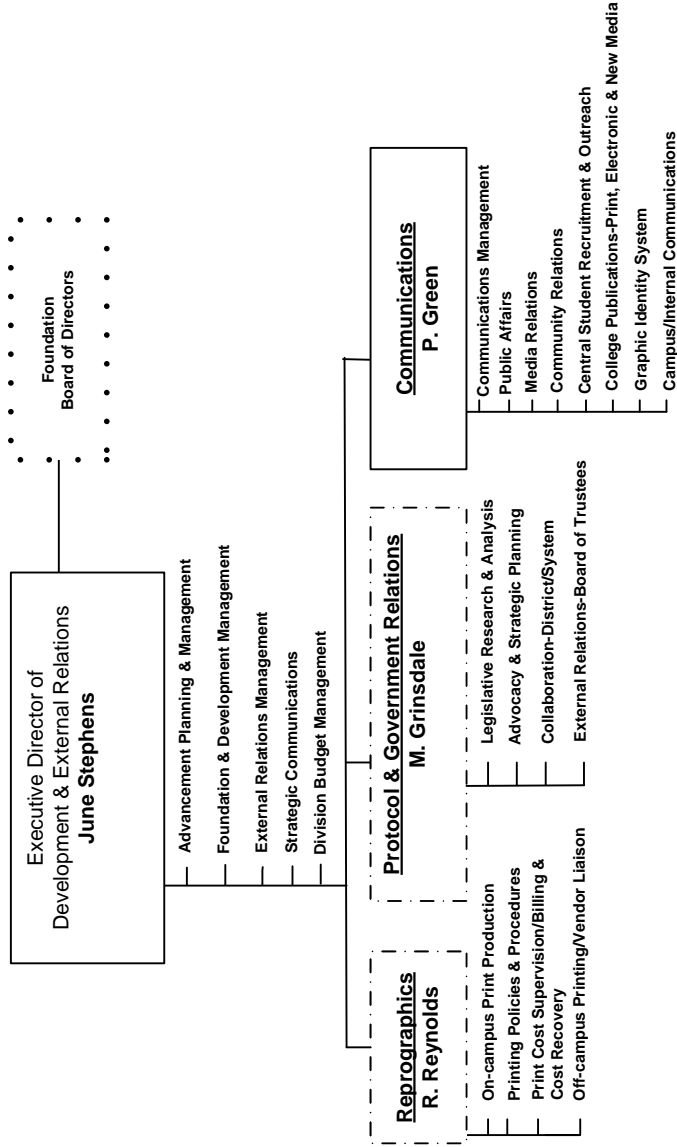 Executive Director of
Development & External Relations
June Stephens
Foundation
Board of Directors
Advancement Planning & Management
Foundation & Development Management
External Relations Management
Strategic Communications
Division Budget Management
Reprographics
R. Reynolds
On-campus Print Production
Printing Policies & Procedures
Print Cost Supervision/Billing &
Cost Recovery
Off-campus Printing/Vendor Liaison
Protocol & Government Relations
M. Grinsdale
Legislative Research & Analysis
Advocacy & Strategic Planning
Collaboration-District/System
External Relations-Board of Trustees
Communications
P. Green
Communications Management
Public Affairs
Media Relations
Community Relations
Central Student Recruitment & Outreach
College Publications-Print, Electronic & New Media
Graphic Identity System
Campus/Internal Communications